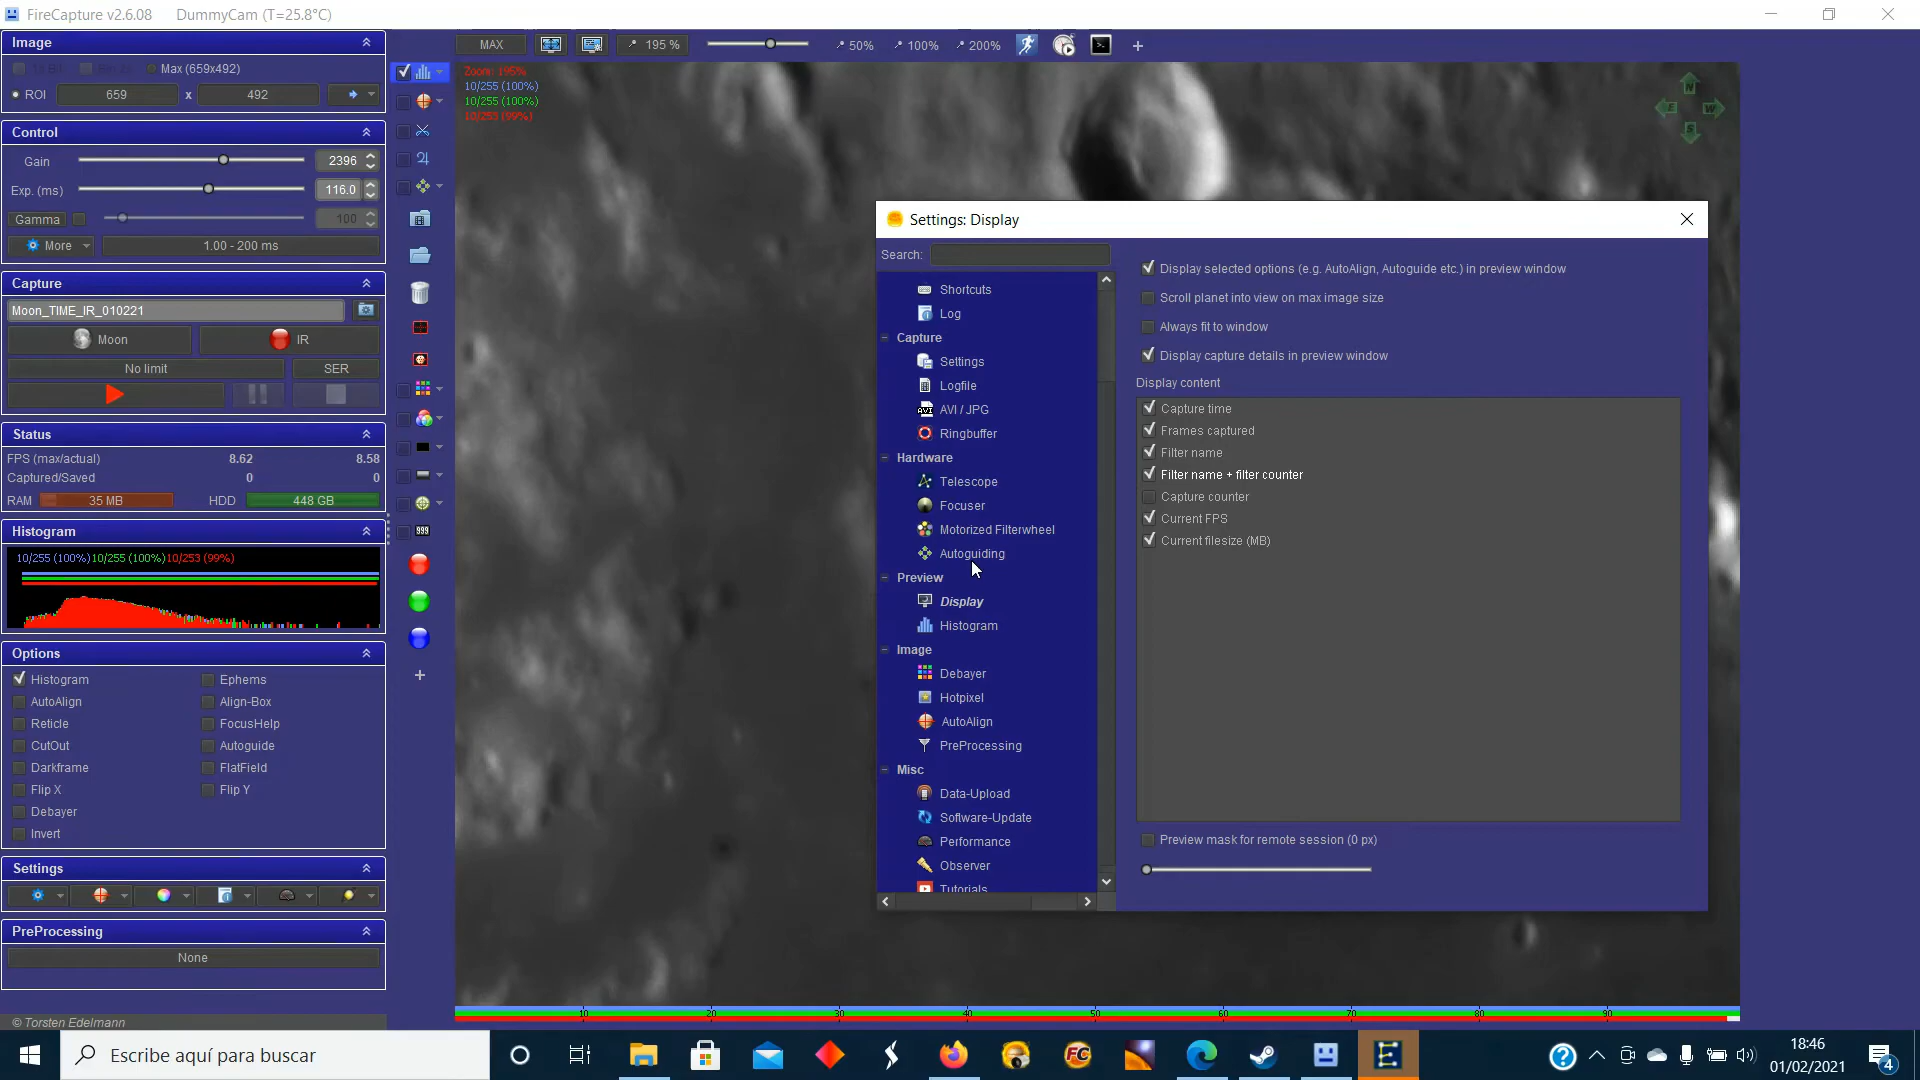 FireCapture v2.6.08 DummyCam (T=25.8°C)
Image
Max (659x492)
ROI 659 x 492
Control
Gain 2396
Exp. (ms) 116.0
Gamma 100
More 1.00 - 200 ms
Capture
Moon_TIME_IR_010221
Moon IR
No limit SER
Status
FPS (max/actual) 8.62 8.58
Captured/Saved 0 0
RAM 35 MB HDD 448 GB
Histogram
10/255 (100%) 10/255 (100%) 10/253 (99%)
Options
Histogram Ephems
AutoAlign Align-Box
Reticle FocusHelp
CutOut Autoguide
Darkframe FlatField
Flip X Flip Y
Debayer
Invert
Settings
PreProcessing
None
© Torsten Edelmann
999
MAX 195 % 50% 100% 200%
Zoom: 195%
10/255 (100%)
10/255 (100%)
10/253 (99%)
N
E W
S
Settings: Display
Search:
Shortcuts
Log
Capture
Settings
Logfile
AVI / JPG
Ringbuffer
Hardware
Telescope
Focuser
Motorized Filterwheel
Autoguiding
Preview
Display
Histogram
Image
Debayer
Hotpixel
AutoAlign
PreProcessing
Misc
Data-Upload
Software-Update
Performance
Observer
Tutorials
Display selected options (e.g. AutoAlign, Autoguide etc.) in preview window
Scroll planet into view on max image size
Always fit to window
Display capture details in preview window
Display content
Capture time
Frames captured
Filter name
Filter name + filter counter
Capture counter
Current FPS
Current filesize (MB)
Preview mask for remote session (0 px)
10 20 30 40 50 60 70 80 90
Escribe aquí para buscar
FC
18:46
01/02/2021
4